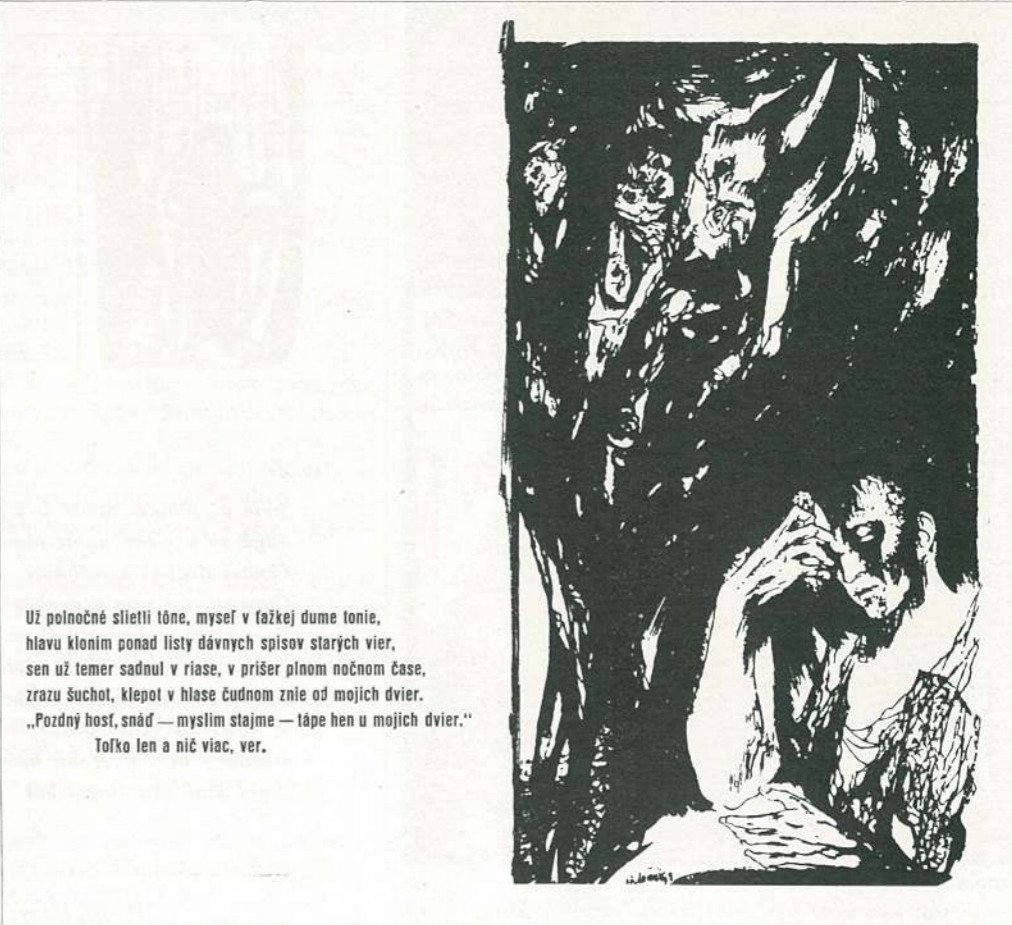 Už polnočné slietli tône, myseľ v ťažkej dume tonie,
hlavu kloním ponad listy dávnych spisov starých vier,
sen už temer sadnul v riase, v príšer plnom nočnom čase,
zrazu šuchot, klepot v hlase čudnom znie od mojich dvier.
„Pozdný hosť, snáď — myslím stajme — tápe hen u mojich dvier.“
Toľko len a nič viac, ver.